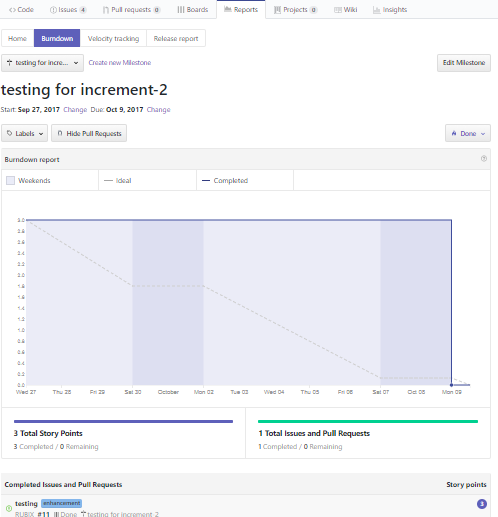 Code Issues 4 Pull requests 0 Boards Reports Projects 0 Wiki Insights
Home Burndown Velocity tracking Release report
testing for incre... Create new Milestone Edit Milestone
testing for increment-2
Start: Sep 27, 2017 Change Due: Oct 9, 2017 Change
Labels Hide Pull Requests Done
Burndown report
Weekends Ideal Completed
3.0
2.8
2.6
2.4
2.2
2.0
1.8
1.6
1.4
1.2
1.0
0.8
0.6
0.4
0.2
0.0
Wed 27 Thu 28 Fri 29 Sat 30 October Mon 02 Tue 03 Wed 04 Thu 05 Fri 06 Sat 07 Oct 08 Mon 09
3 Total Story Points 1 Total Issues and Pull Requests
3 Completed / 0 Remaining 1 Completed / 0 Remaining
Completed Issues and Pull Requests Story points
testing enhancement 3
RUBIX #11 Done testing for increment-2